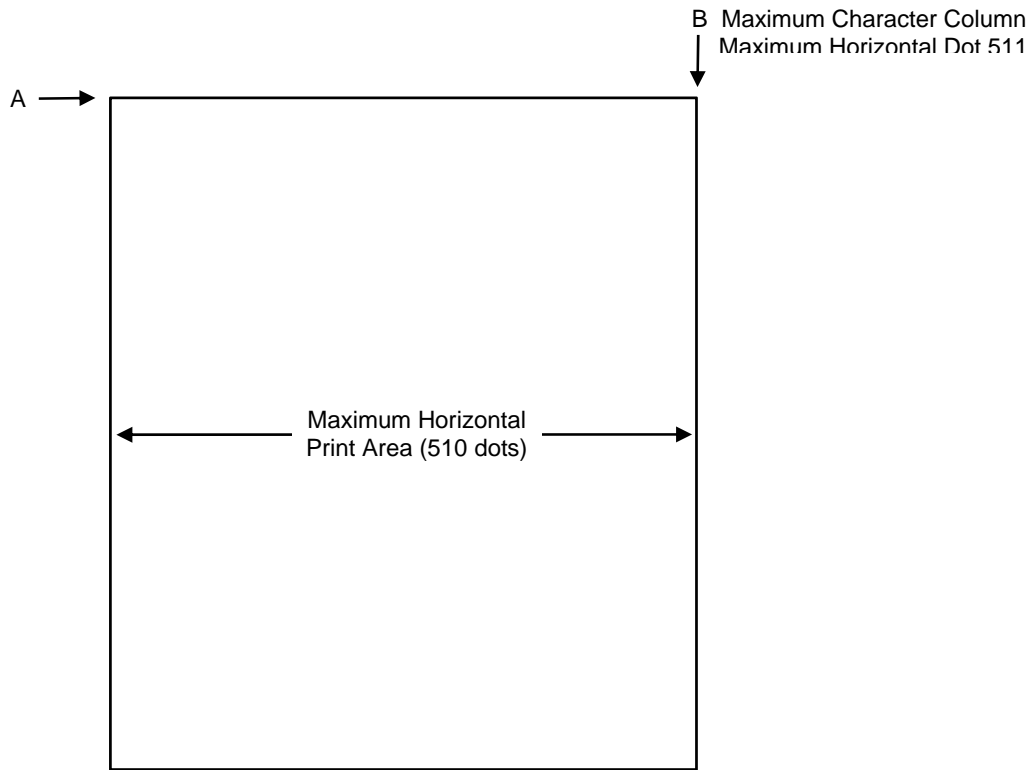 B Maximum Character Column
Maximum Horizontal Dot 511
A
Maximum Horizontal
Print Area (510 dots)